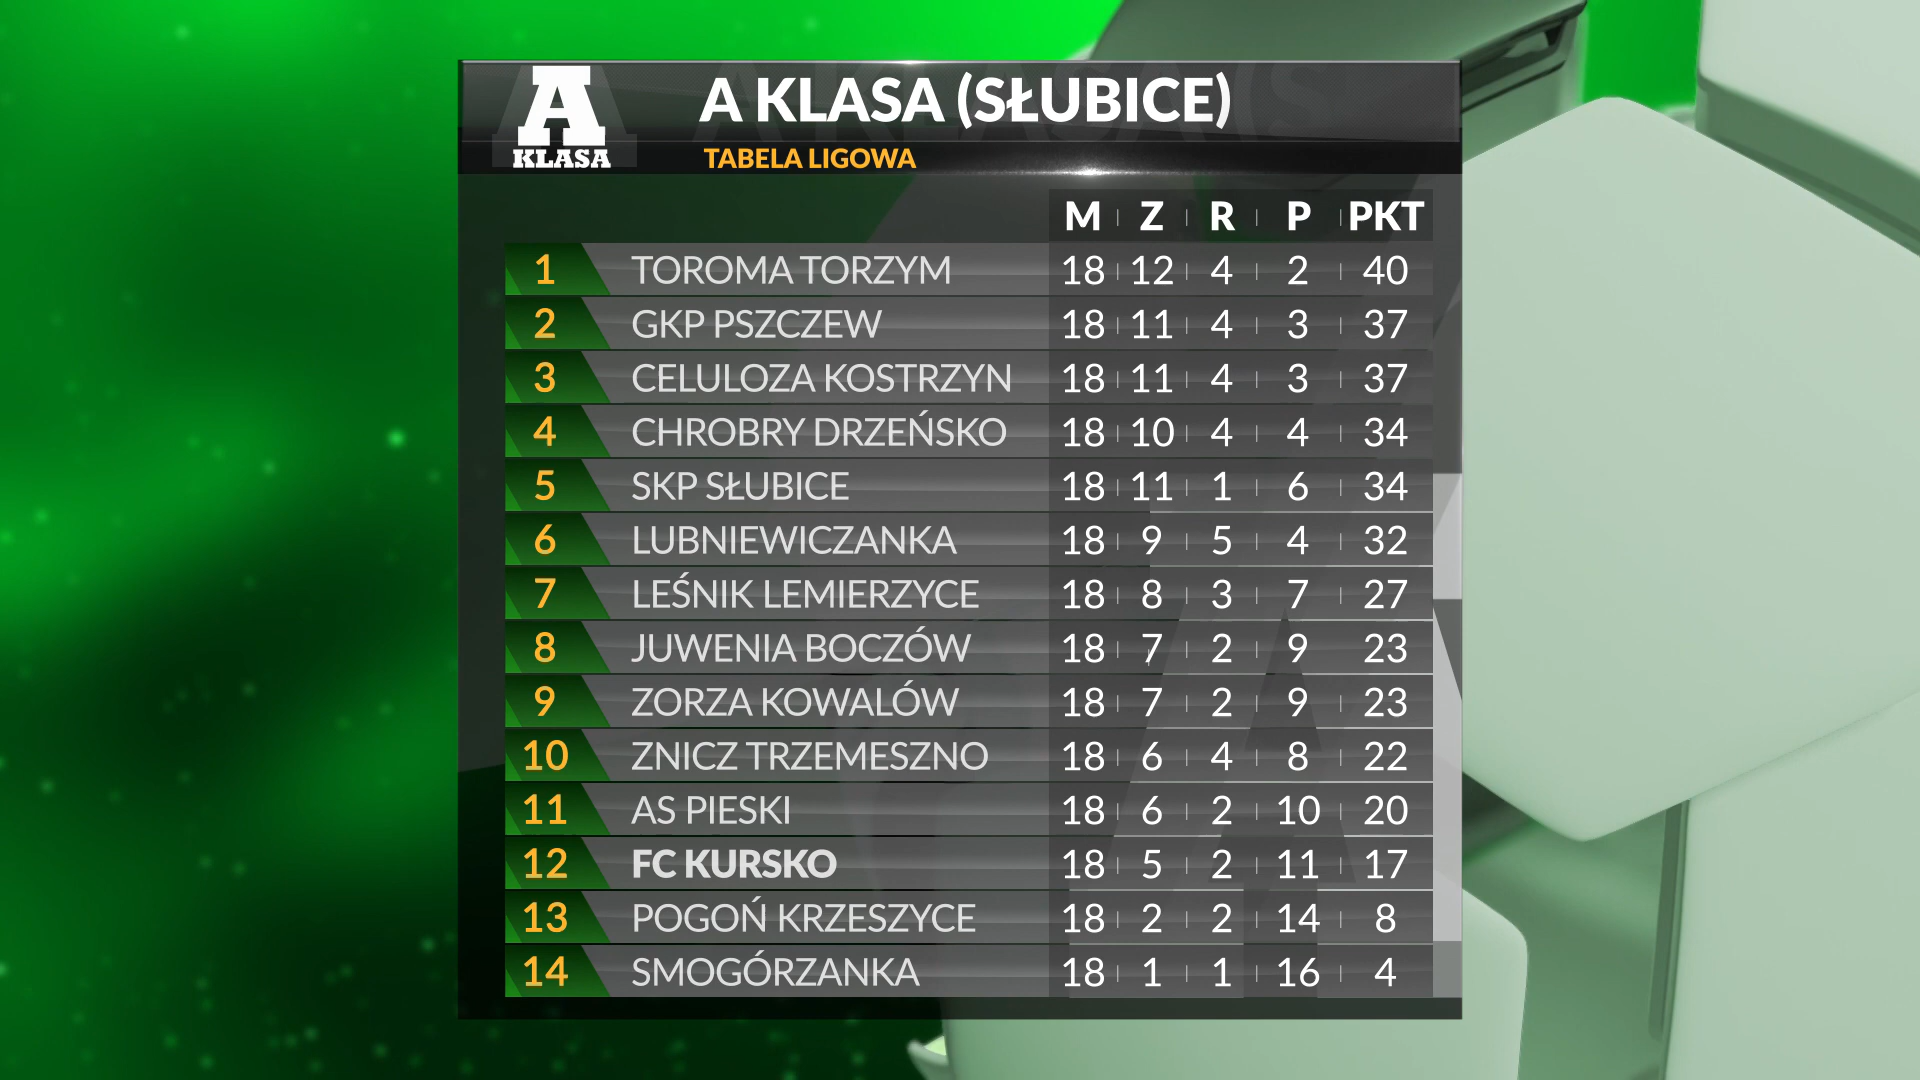 A
KLASA
A KLASA (SŁUBICE)
TABELA LIGOWA
M Z R P PKT
1 TOROMA TORZYM 18 12 4 2 40
2 GKP PSZCZEW 18 11 4 3 37
3 CELULOZA KOSTRZYN 18 11 4 3 37
4 CHROBRY DRZEŃSKO 18 10 4 4 34
5 SKP SŁUBICE 18 11 1 6 34
6 LUBNIEWICZANKA 18 9 5 4 32
7 LEŚNIK LEMIERZYCE 18 8 3 7 27
8 JUWENIA BOCZÓW 18 7 2 9 23
9 ZORZA KOWALÓW 18 7 2 9 23
10 ZNICZ TRZEMESZNO 18 6 4 8 22
11 AS PIESKI 18 6 2 10 20
12 FC KURSKO 18 5 2 11 17
13 POGOŃ KRZESZYCE 18 2 2 14 8
14 SMOGÓRZANKA 18 1 1 16 4